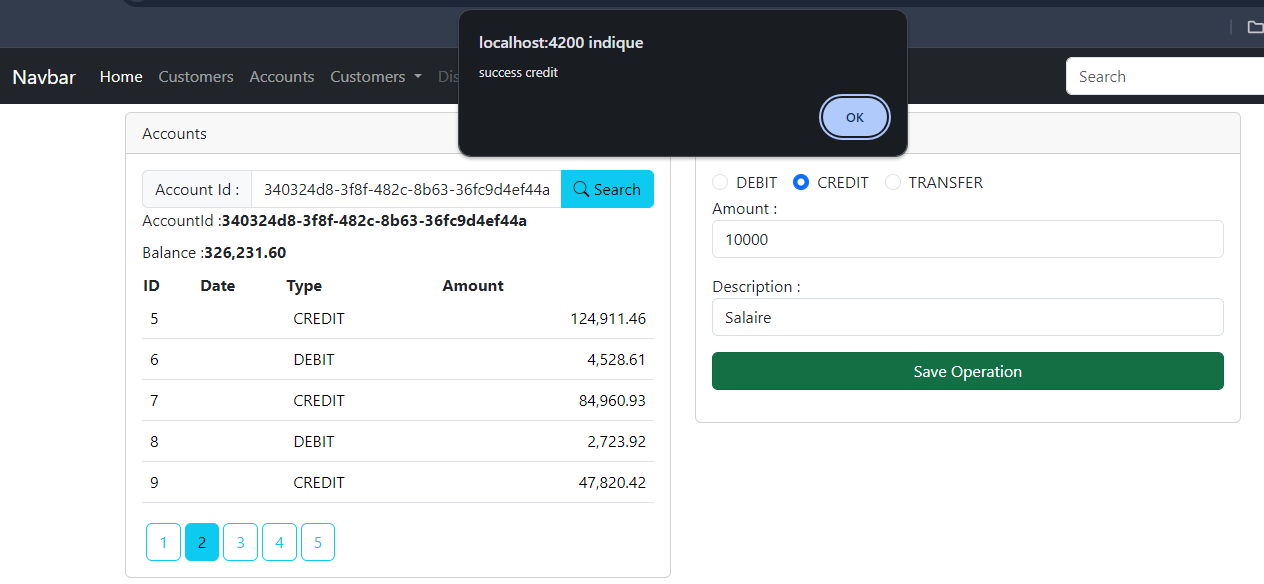 localhost:4200 indique
success credit
OK
Navbar Home Customers Accounts Customers Search
Accounts
Account Id : 340324d8-3f8f-482c-8b63-36fc9d4ef44a Search
AccountId :340324d8-3f8f-482c-8b63-36fc9d4ef44a
Balance :326,231.60
ID Date Type Amount
5 CREDIT 124,911.46
6 DEBIT 4,528.61
7 CREDIT 84,960.93
8 DEBIT 2,723.92
9 CREDIT 47,820.42
1 2 3 4 5
DEBIT CREDIT TRANSFER
Amount :
10000
Description :
Salaire
Save Operation